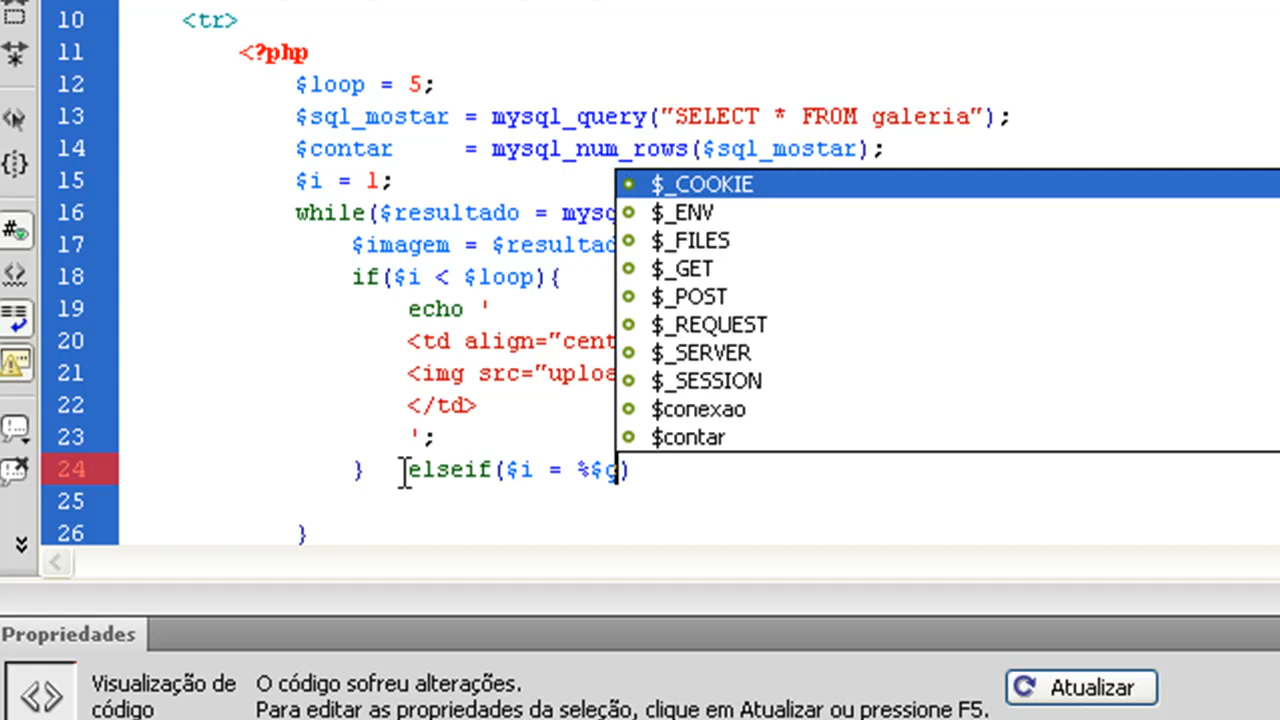 10 <tr>
11 <?php
12 $loop = 5;
13 $sql_mostar = mysql_query("SELECT * FROM galeria");
14 $contar = mysql_num_rows($sql_mostar);
15 $i = 1;
16 while($resultado = mys
17 $imagem = $resultad
18 if($i < $loop){
19 echo '
20 <td align="cent
21 <img src="uploa
22 </td>
23 ';
24 } elseif($i = %$g)
25
26 }
$_COOKIE
$_ENV
$_FILES
$_GET
$_POST
$_REQUEST
$_SERVER
$_SESSION
$conexao
$contar
Propriedades
Visualização de código
O código sofreu alterações.
Para editar as propriedades da seleção, clique em Atualizar ou pressione F5.
Atualizar